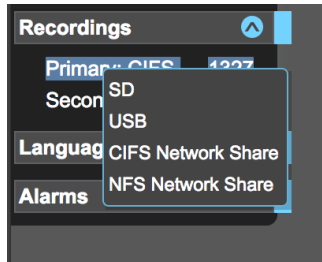 Recordings
Primary: CIFS 1327
Secon
SD
USB
CIFS Network Share
NFS Network Share
Languag
Alarms